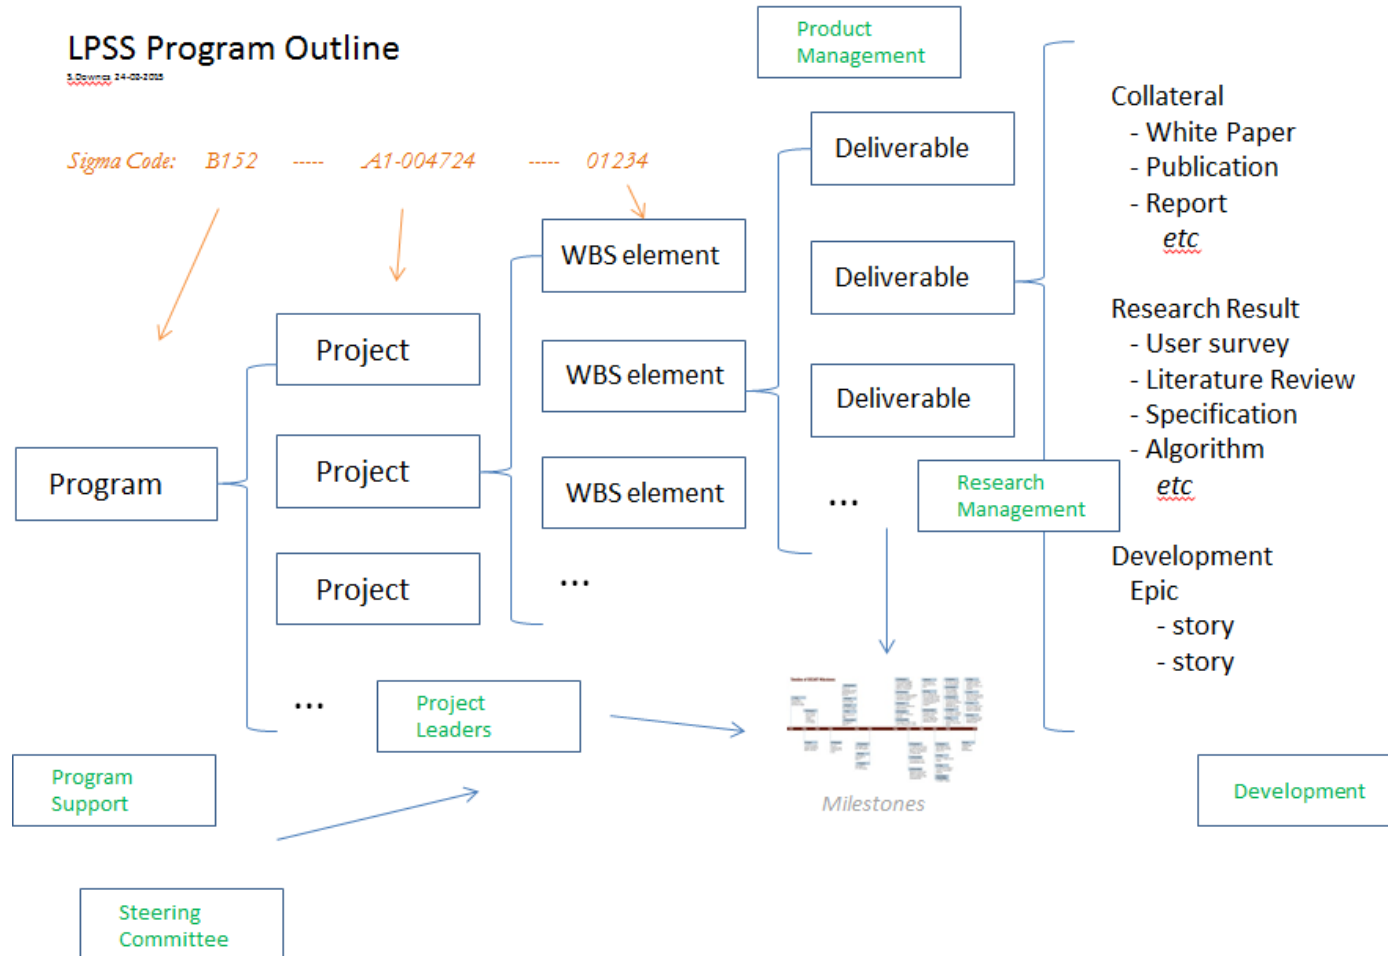 LPSS Program Outline
Sigma Code: B152 ----- A1-004724 ----- 01234
Product
Management
Program
Project
Project
Project
...
WBS element
WBS element
WBS element
...
Deliverable
Deliverable
Deliverable
...
Collateral
- White Paper
- Publication
- Report
etc
Research Result
- User survey
- Literature Review
- Specification
- Algorithm
etc
Development
Epic
- story
- story
Research
Management
Project
Leaders
Program
Support
Milestones
Development
Steering
Committee